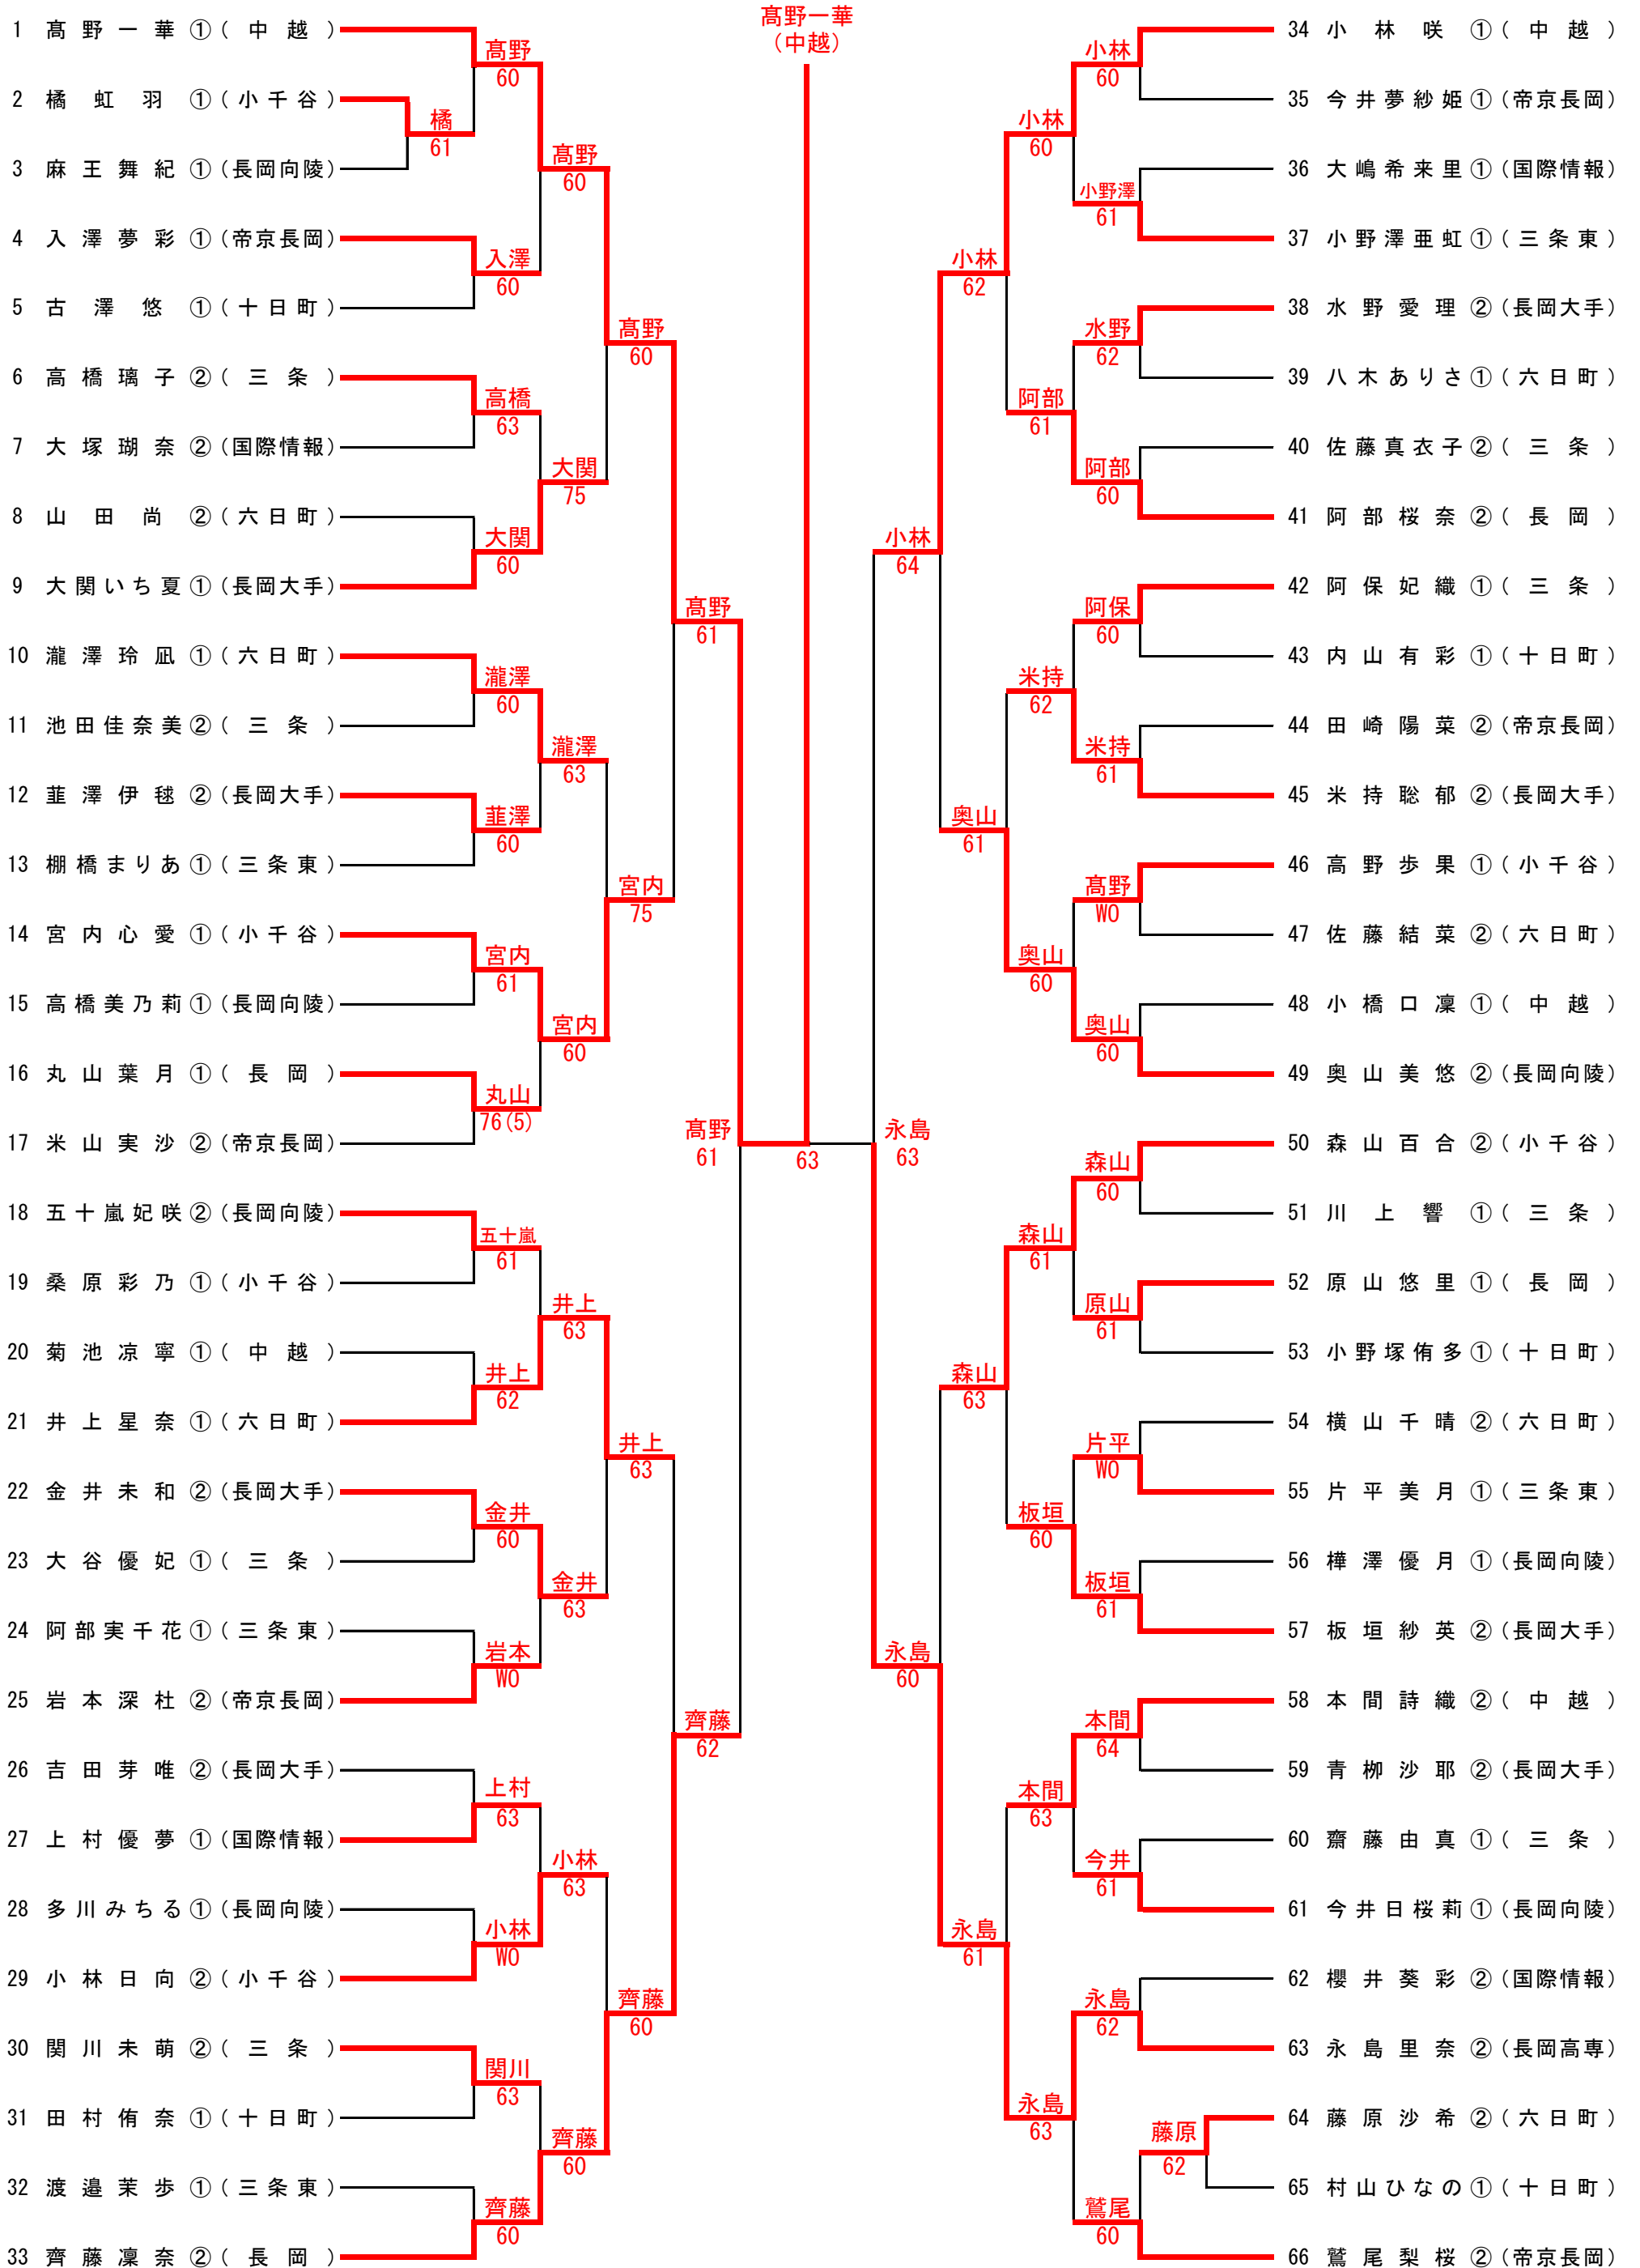 髙野一華
（中越）
1 髙野一華 ① (中越)
2 橘虹羽 ① (小千谷)
3 麻王舞紀 ① (長岡向陵)
4 入澤夢彩 ① (帝京長岡)
5 古澤悠 ① (十日町)
6 高橋璃子 ② (三条)
7 大塚瑚奈 ② (国際情報)
8 山田尚 ② (六日町)
9 大関いち夏 ① (長岡大手)
10 瀧澤玲凪 ① (六日町)
11 池田佳奈美 ② (三条)
12 韮澤伊毬 ② (長岡大手)
13 棚橋まりあ ① (三条東)
14 宮内心愛 ① (小千谷)
15 高橋美乃莉 ① (長岡向陵)
16 丸山葉月 ① (長岡)
17 米山実沙 ② (帝京長岡)
18 五十嵐妃咲 ② (長岡向陵)
19 桑原彩乃 ① (小千谷)
20 菊池凉寧 ① (中越)
21 井上星奈 ① (六日町)
22 金井未和 ② (長岡大手)
23 大谷優妃 ① (三条)
24 阿部実千花 ① (三条東)
25 岩本深杜 ② (帝京長岡)
26 吉田芽唯 ② (長岡大手)
27 上村優夢 ① (国際情報)
28 多川みちる ① (長岡向陵)
29 小林日向 ② (小千谷)
30 関川未萌 ② (三条)
31 田村侑奈 ① (十日町)
32 渡邉茉歩 ① (三条東)
33 齊藤凜奈 ② (長岡)
橘
61
髙野
60
入澤
60
高橋
63
大関
60
瀧澤
60
韮澤
60
宮内
61
丸山
76(5)
五十嵐
61
井上
62
金井
60
岩本
WO
上村
63
小林
WO
関川
63
齊藤
60
髙野
60
大関
75
瀧澤
63
宮内
60
井上
63
金井
63
小林
63
齊藤
60
髙野
60
宮内
75
井上
63
齊藤
60
髙野
61
齊藤
62
髙野
61
63
永島
63
小林
64
永島
60
小林
62
奥山
61
森山
63
永島
61
小林
60
阿部
61
米持
62
奥山
60
森山
61
板垣
60
本間
63
永島
63
小林
60
小野澤
61
水野
62
阿部
60
阿保
60
米持
61
髙野
WO
奥山
60
森山
60
原山
61
片平
WO
板垣
61
本間
64
今井
61
永島
62
鷲尾
60
藤原
62
34 小林咲 ① (中越)
35 今井夢紗姫 ① (帝京長岡)
36 大嶋希来里 ① (国際情報)
37 小野澤亜虹 ① (三条東)
38 水野愛理 ② (長岡大手)
39 八木ありさ ① (六日町)
40 佐藤真衣子 ② (三条)
41 阿部桜奈 ② (長岡)
42 阿保妃織 ① (三条)
43 内山有彩 ① (十日町)
44 田崎陽菜 ② (帝京長岡)
45 米持聡郁 ② (長岡大手)
46 高野歩果 ① (小千谷)
47 佐藤結菜 ② (六日町)
48 小橋口凜 ① (中越)
49 奥山美悠 ② (長岡向陵)
50 森山百合 ② (小千谷)
51 川上響 ① (三条)
52 原山悠里 ① (長岡)
53 小野塚侑多 ① (十日町)
54 横山千晴 ② (六日町)
55 片平美月 ① (三条東)
56 樺澤優月 ① (長岡向陵)
57 板垣紗英 ② (長岡大手)
58 本間詩織 ② (中越)
59 青栁沙耶 ② (長岡大手)
60 齋藤由真 ① (三条)
61 今井日桜莉 ① (長岡向陵)
62 櫻井葵彩 ② (国際情報)
63 永島里奈 ② (長岡高専)
64 藤原沙希 ② (六日町)
65 村山ひなの ① (十日町)
66 鷲尾梨桜 ② (帝京長岡)